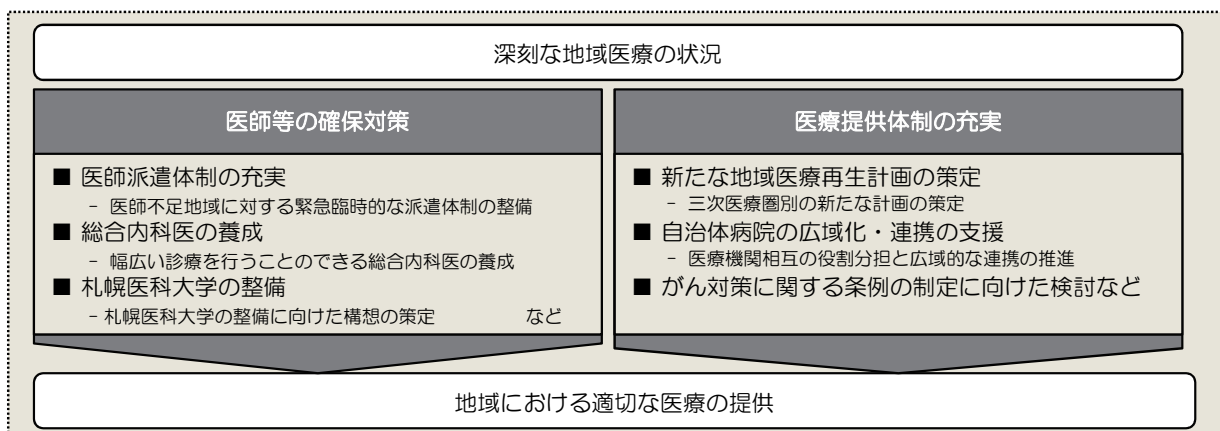 深刻な地域医療の状況
医師等の確保対策
■ 医師派遣体制の充実
- 医師不足地域に対する緊急臨時的な派遣体制の整備
■ 総合内科医の養成
- 幅広い診療を行うことのできる総合内科医の養成
■ 札幌医科大学の整備
- 札幌医科大学の整備に向けた構想の策定 など
医療提供体制の充実
■ 新たな地域医療再生計画の策定
- 三次医療圏別の新たな計画の策定
■ 自治体病院の広域化・連携の支援
- 医療機関相互の役割分担と広域的な連携の推進
■ がん対策に関する条例の制定に向けた検討など
地域における適切な医療の提供